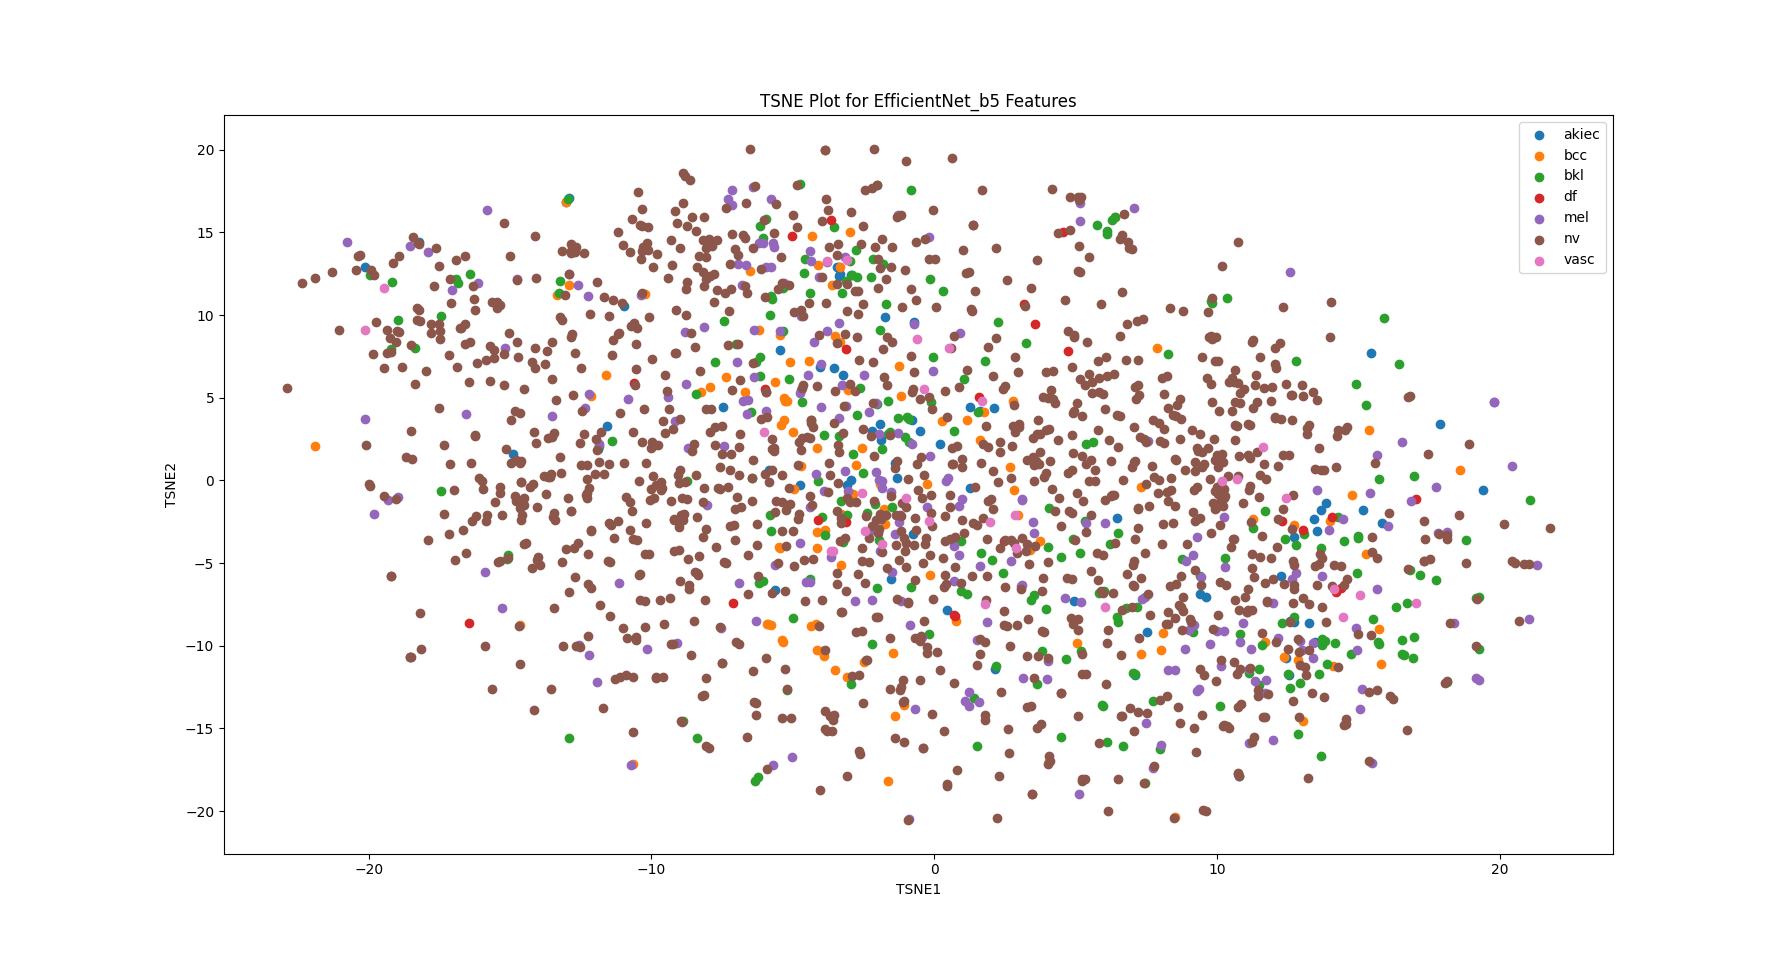 TSNE Plot for EfficientNet_b5 Features
akiec
bcc
bkl
df
mel
nv
vasc
TSNE2
20
15
10
5
0
−5
−10
−15
−20
−20
−10
0
10
20
TSNE1